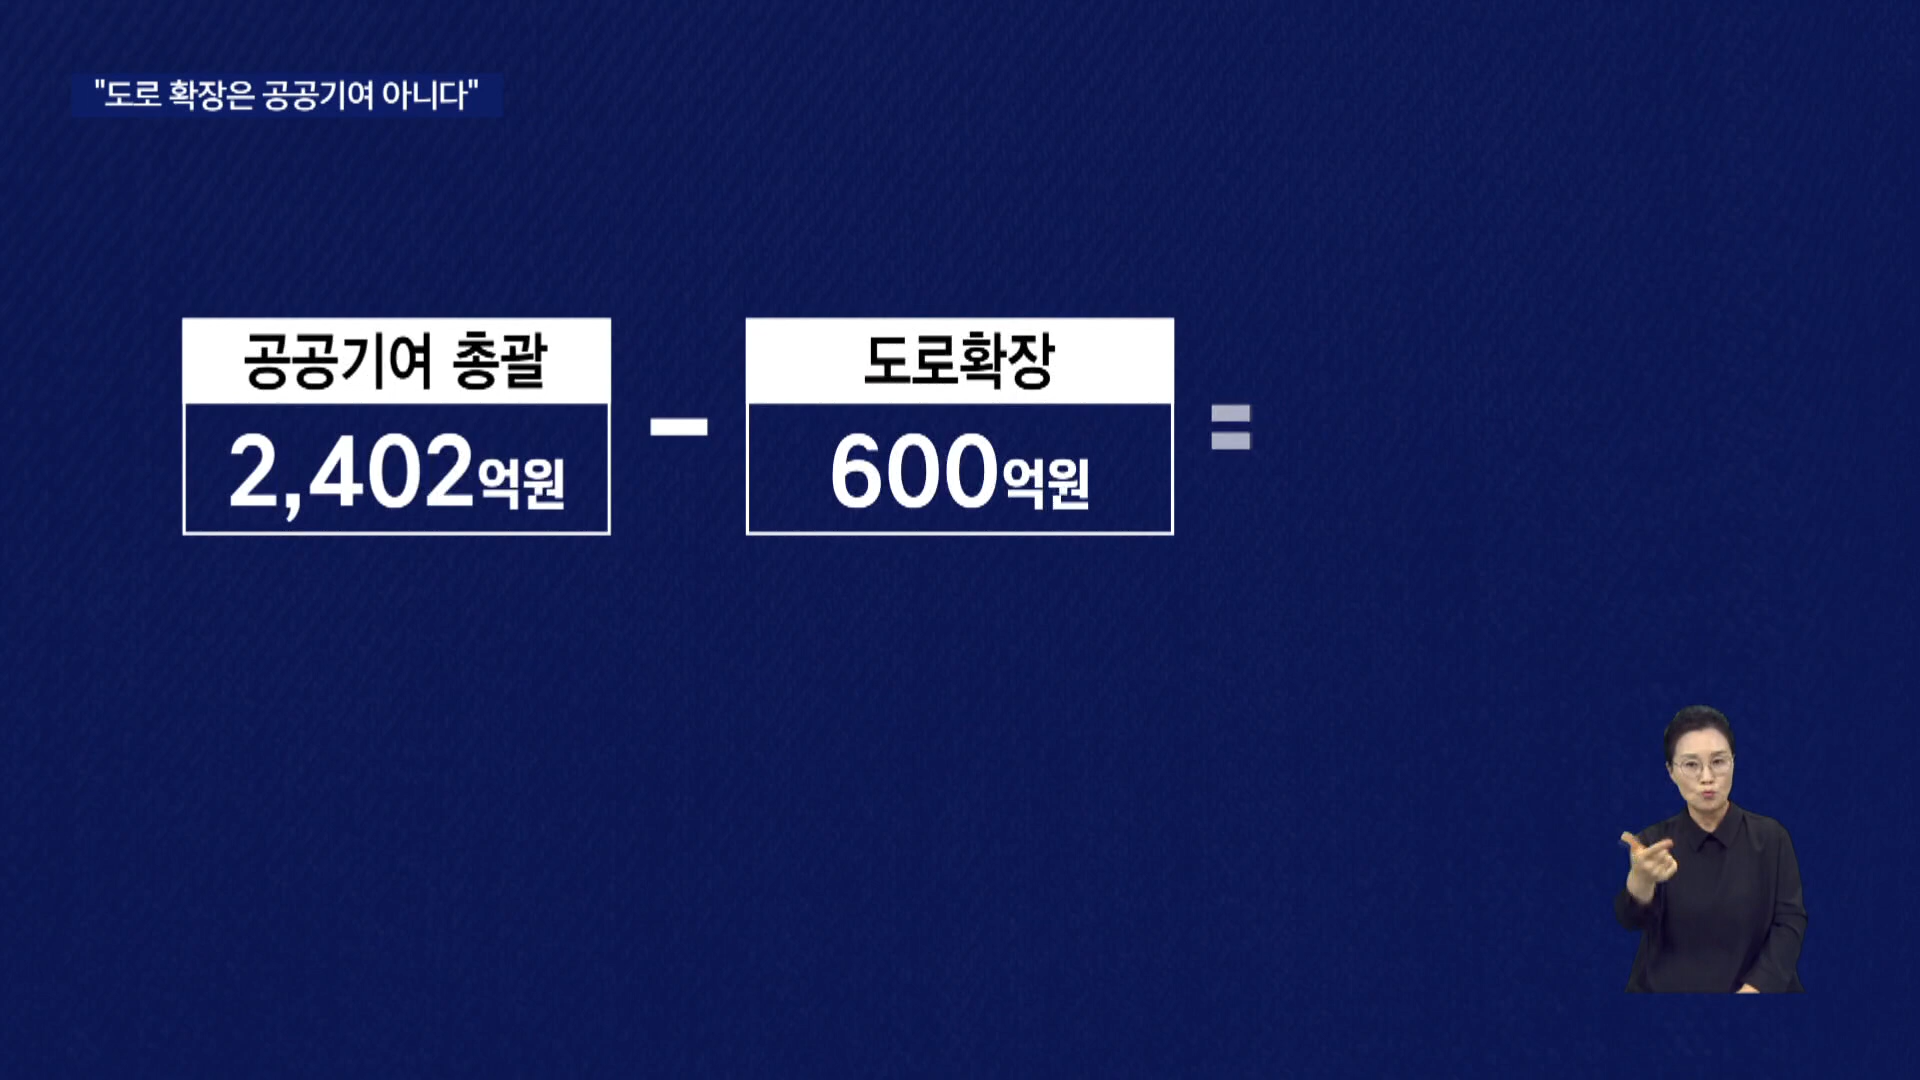 "도로 확장은 공공기여 아니다"
공공기여 총괄
2,402억원
-
도로확장
600억원
=